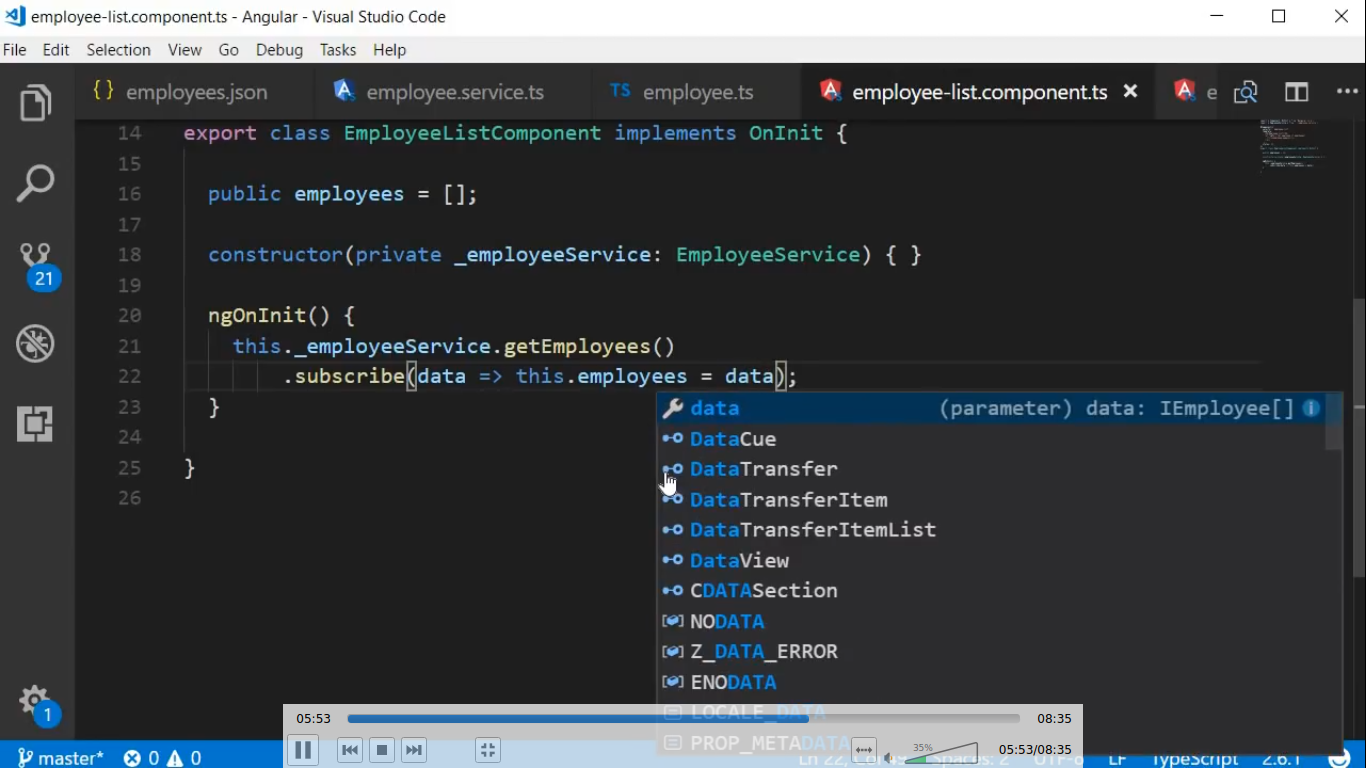 employee-list.component.ts - Angular - Visual Studio Code
File Edit Selection View Go Debug Tasks Help
{} employees.json employee.service.ts TS employee.ts employee-list.component.ts e
14 export class EmployeeListComponent implements OnInit {
15
16 public employees = [];
17
18 constructor(private _employeeService: EmployeeService) { }
19
20 ngOnInit() {
21 this._employeeService.getEmployees()
22 .subscribe(data => this.employees = data);
23 }
24
25 }
26
21
data (parameter) data: IEmployee[]
DataCue
DataTransfer
DataTransferItem
DataTransferItemList
DataView
CDATASection
NODATA
Z_DATA_ERROR
ENODATA
LOCALE_DATA
PROP_METADATA
1
05:53 08:35
35% 05:53/08:35
master* 0 0 Spaces: 2 UTF-8 LF TypeScript 2.6.1